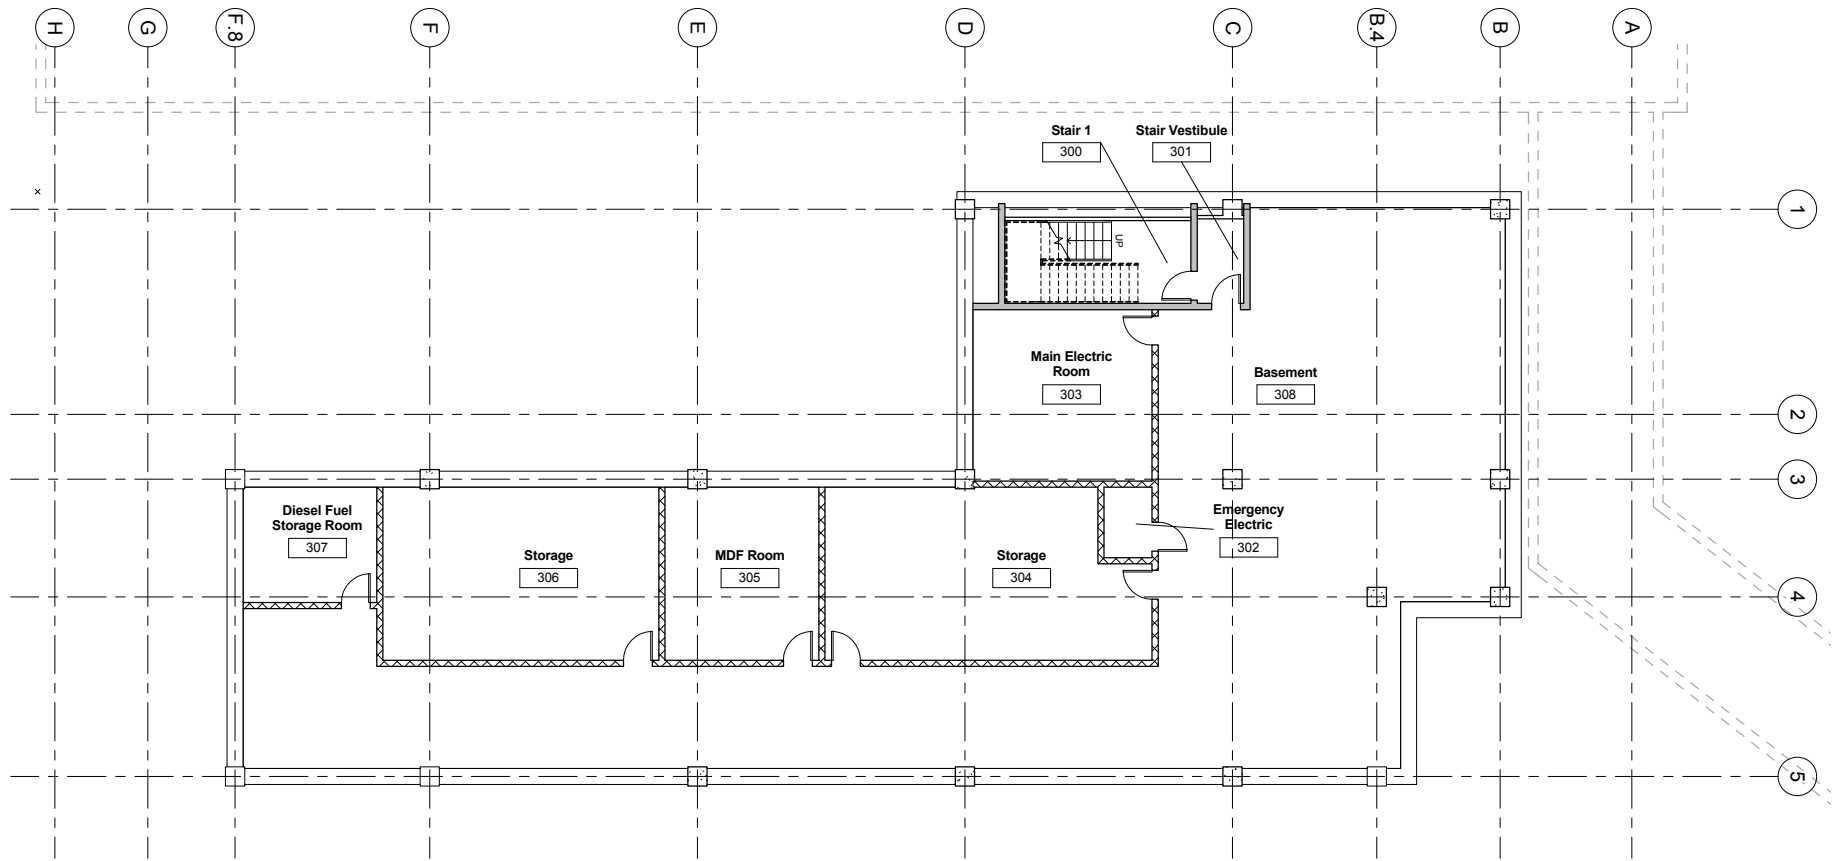 H
G
F.8
F
E
D
C
B.4
B
A
Stair 1
300
Stair Vestibule
301
1
UP
N
Main Electric
Room
303
Basement
308
2
3
Diesel Fuel
Storage Room
307
Storage
306
MDF Room
305
Storage
304
Emergency
Electric
302
4
5